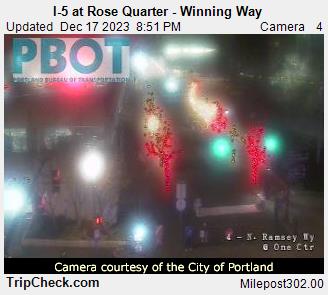 I-5 at Rose Quarter - Winning Way
Updated Dec 17 2023 8:51 PM Camera 4
PBOT
PORTLAND BUREAU OF TRANSPORTATION
4 - N. Ramsey Wy
@ One Ctr
Camera courtesy of the City of Portland
TripCheck.com Milepost302.00